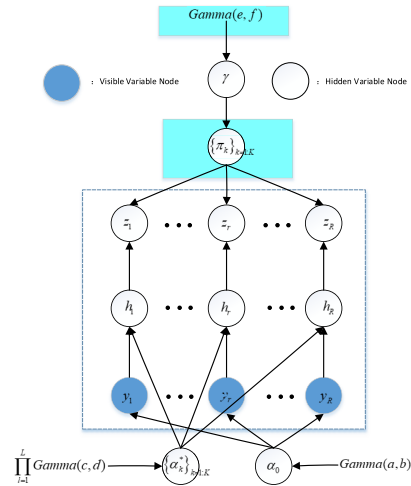 Gamma(e, f)
γ
: Visible Variable Node
: Hidden Variable Node
{π_k}_{k=1:K}
z_1 • • • z_r • • • z_R
h_1 • • • h_r • • • h_R
y_1 • • • y_r • • • y_R
∏_{l=1}^{L} Gamma(c, d)
{α_k^*}_{k=1:K}
α_0
Gamma(a, b)